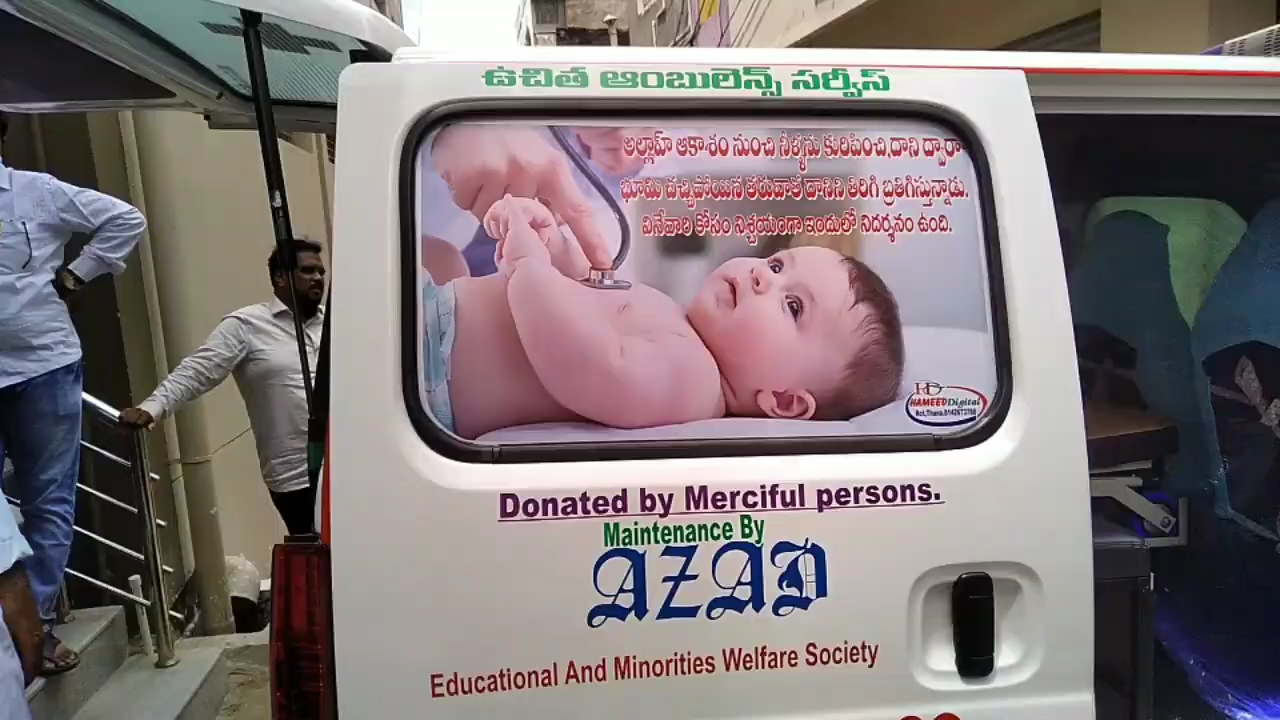 ఉచిత ఆంబులెన్స్ సర్వీస్
అల్లాహ్ ఆకాశం నుంచి నీళ్ళను కురిపించి,దాని ద్వారా
భూమి చచ్చిపోయిన తరువాత దానిని తిరిగి బ్రతికిస్తున్నాడు.
వినేవారి కోసం నిశ్చయంగా ఇందులో నిదర్శనం ఉంది.
HD
HAMEED Digital
Donated by Merciful persons.
Maintenance By
AZAD
Educational And Minorities Welfare Society